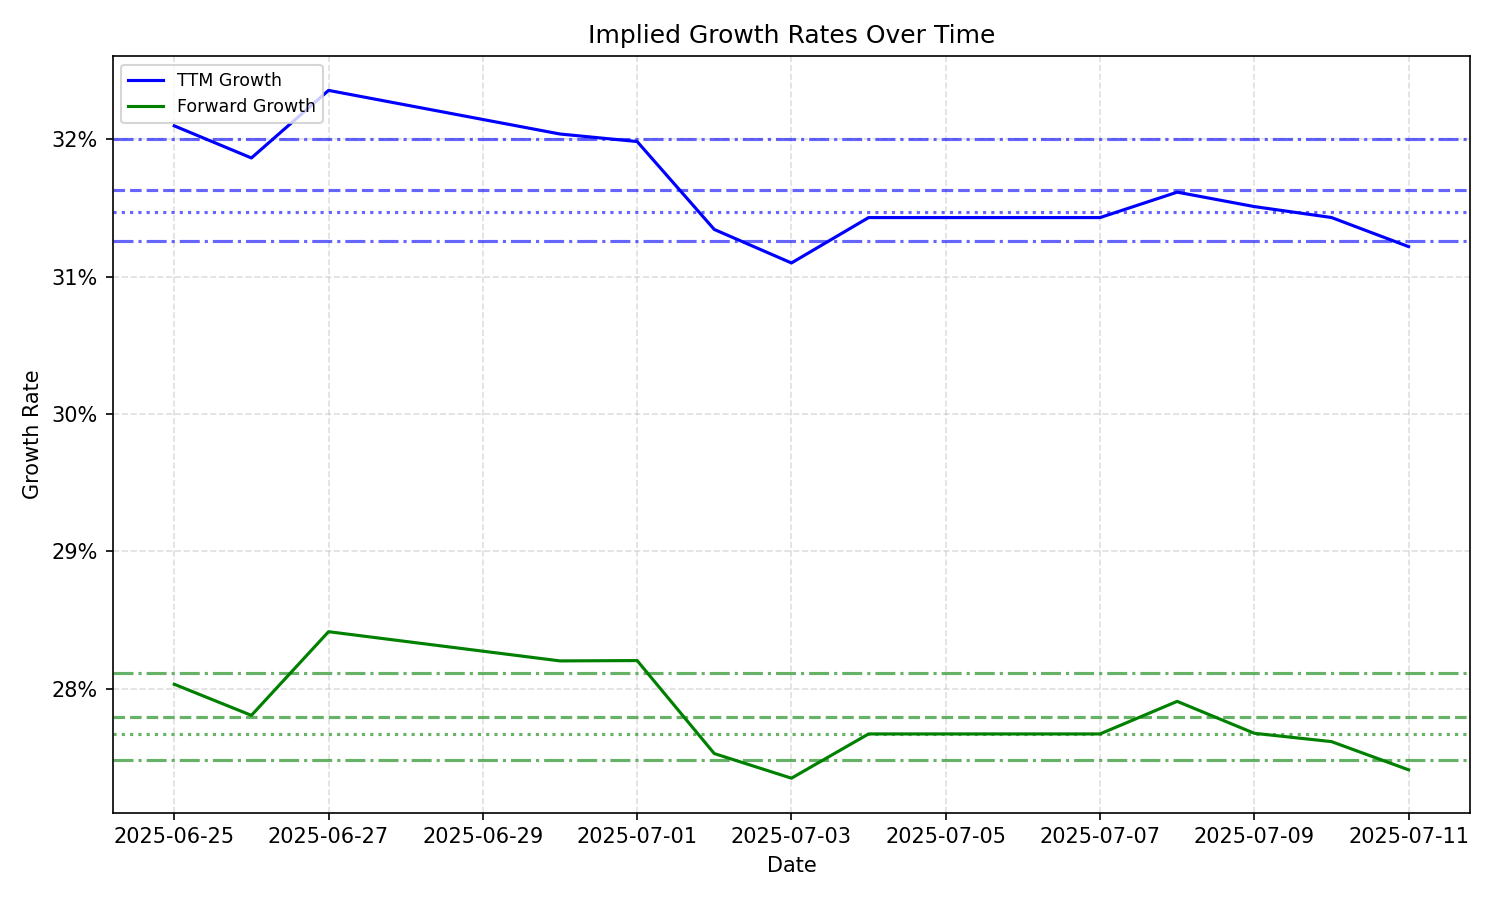 Implied Growth Rates Over Time
TTM Growth
Forward Growth
32%
31%
30%
29%
28%
Growth Rate
2025-06-25 2025-06-27 2025-06-29 2025-07-01 2025-07-03 2025-07-05 2025-07-07 2025-07-09 2025-07-11
Date